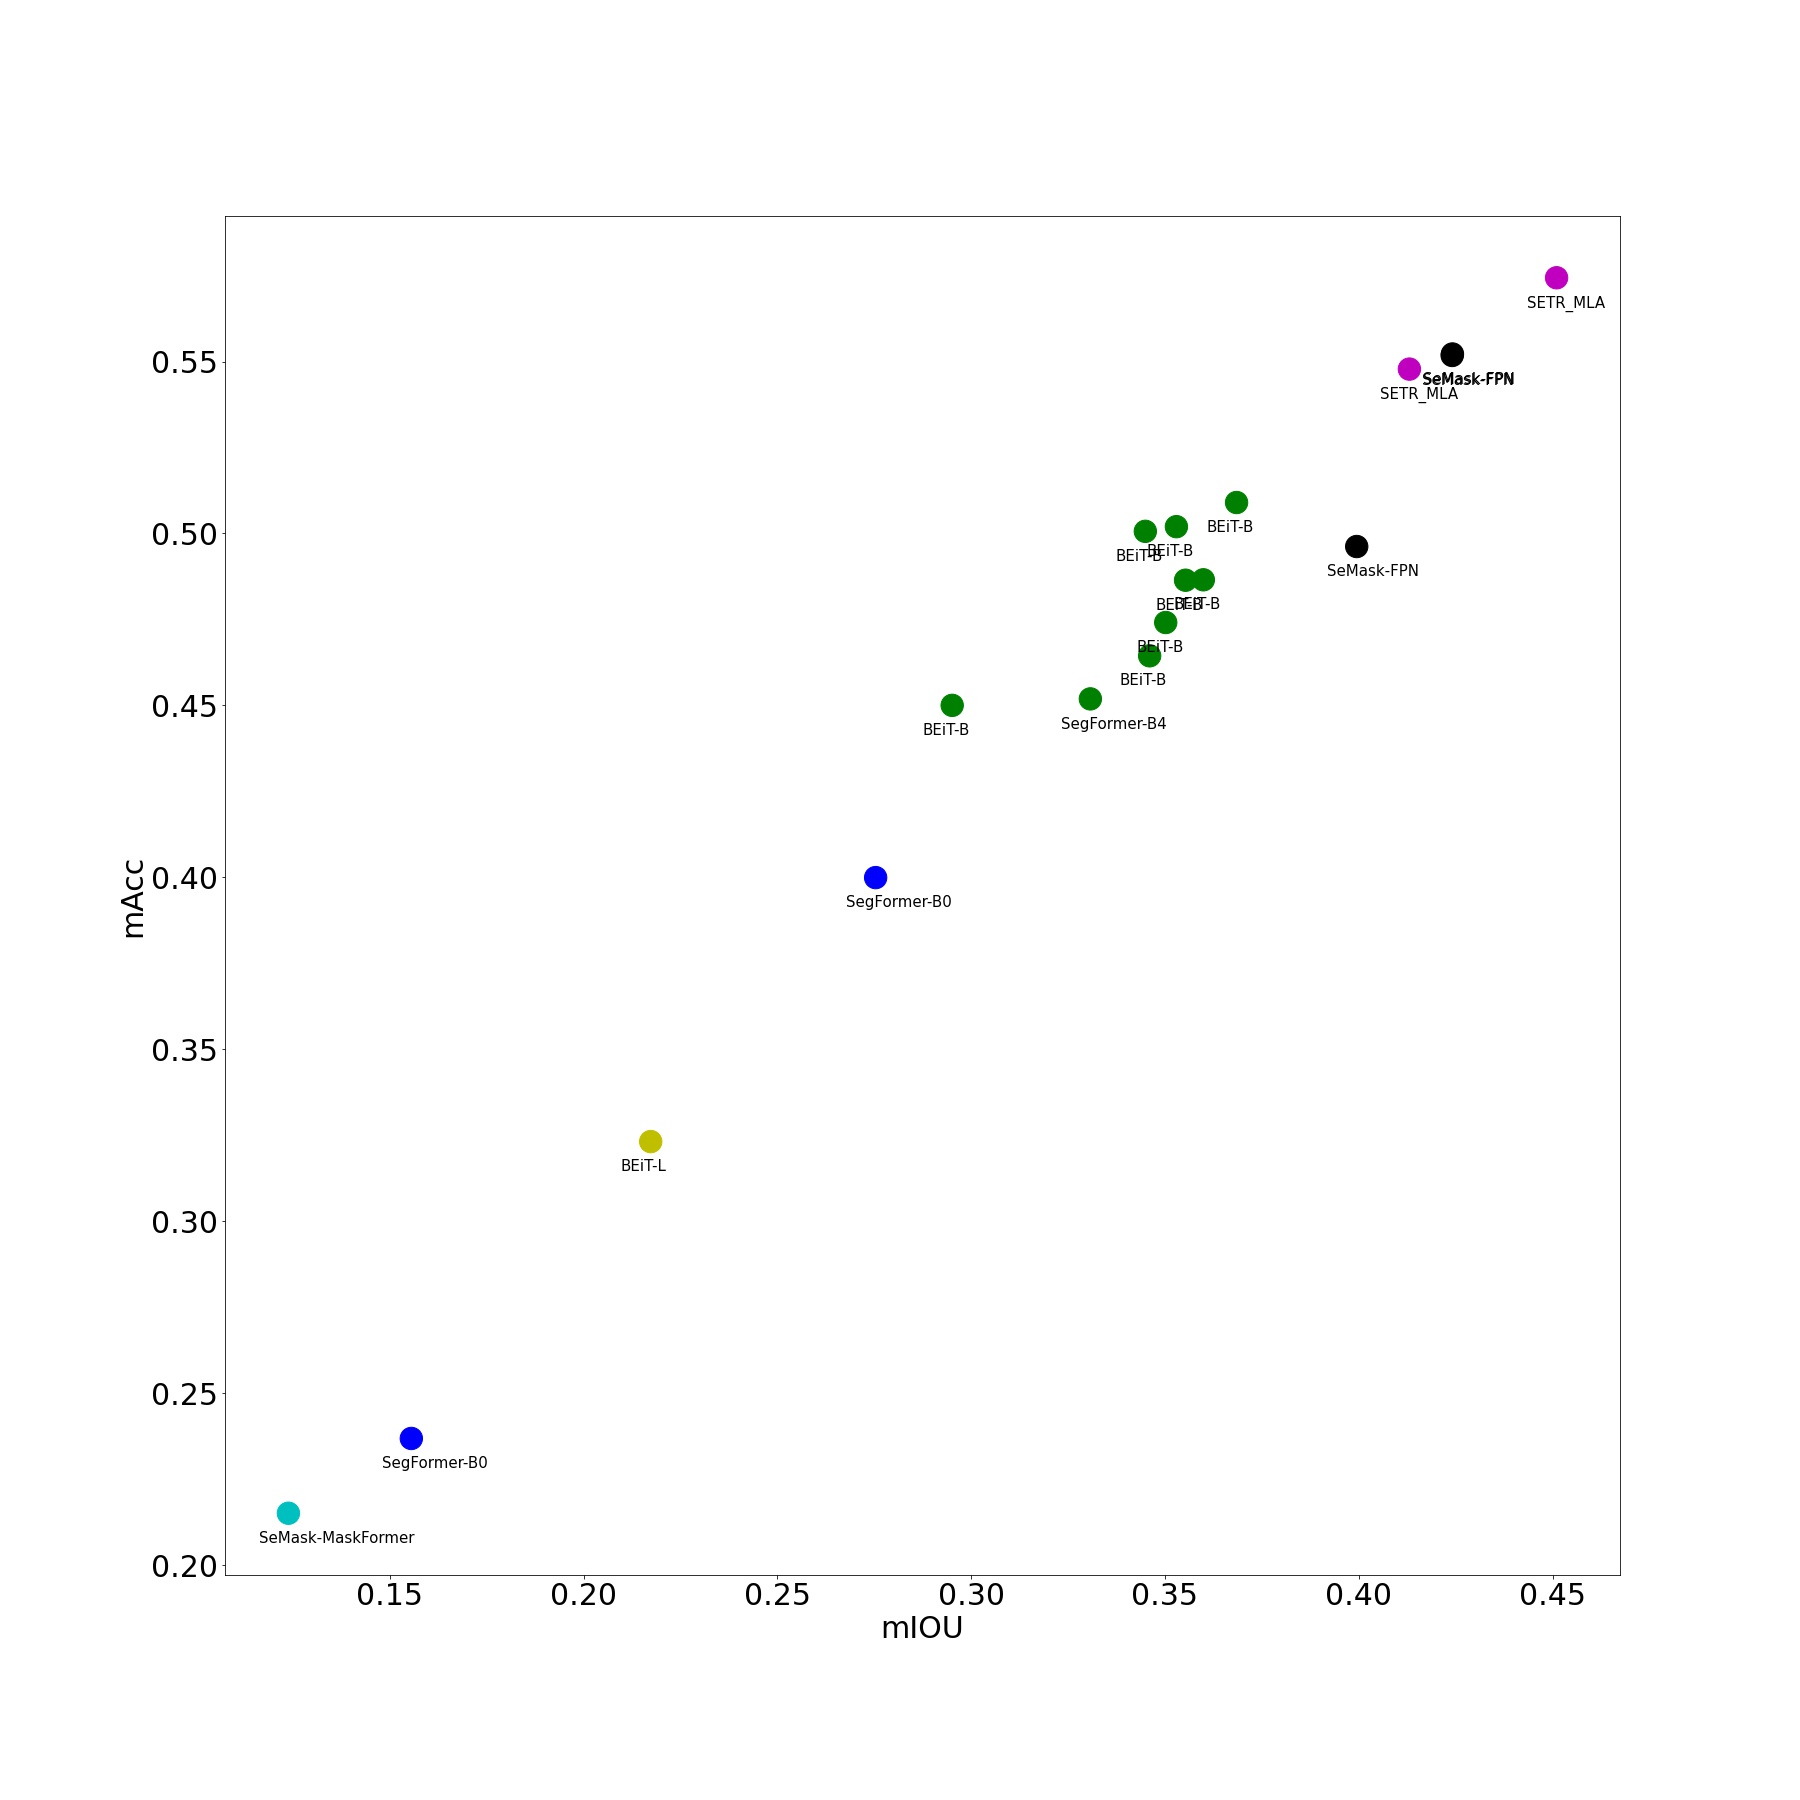 SETR_MLA
0.55
SeMask-FPN
SETR_MLA
BEiT-B
0.50
BEiT-B
BEiT-B
SeMask-FPN
BEiT-B
BEiT-B
BEiT-B
BEiT-B
0.45
SegFormer-B4
BEiT-B
mAcc
0.40
SegFormer-B0
0.35
BEiT-L
0.30
0.25
SegFormer-B0
SeMask-MaskFormer
0.20
0.15 0.20 0.25 0.30 0.35 0.40 0.45
mIOU